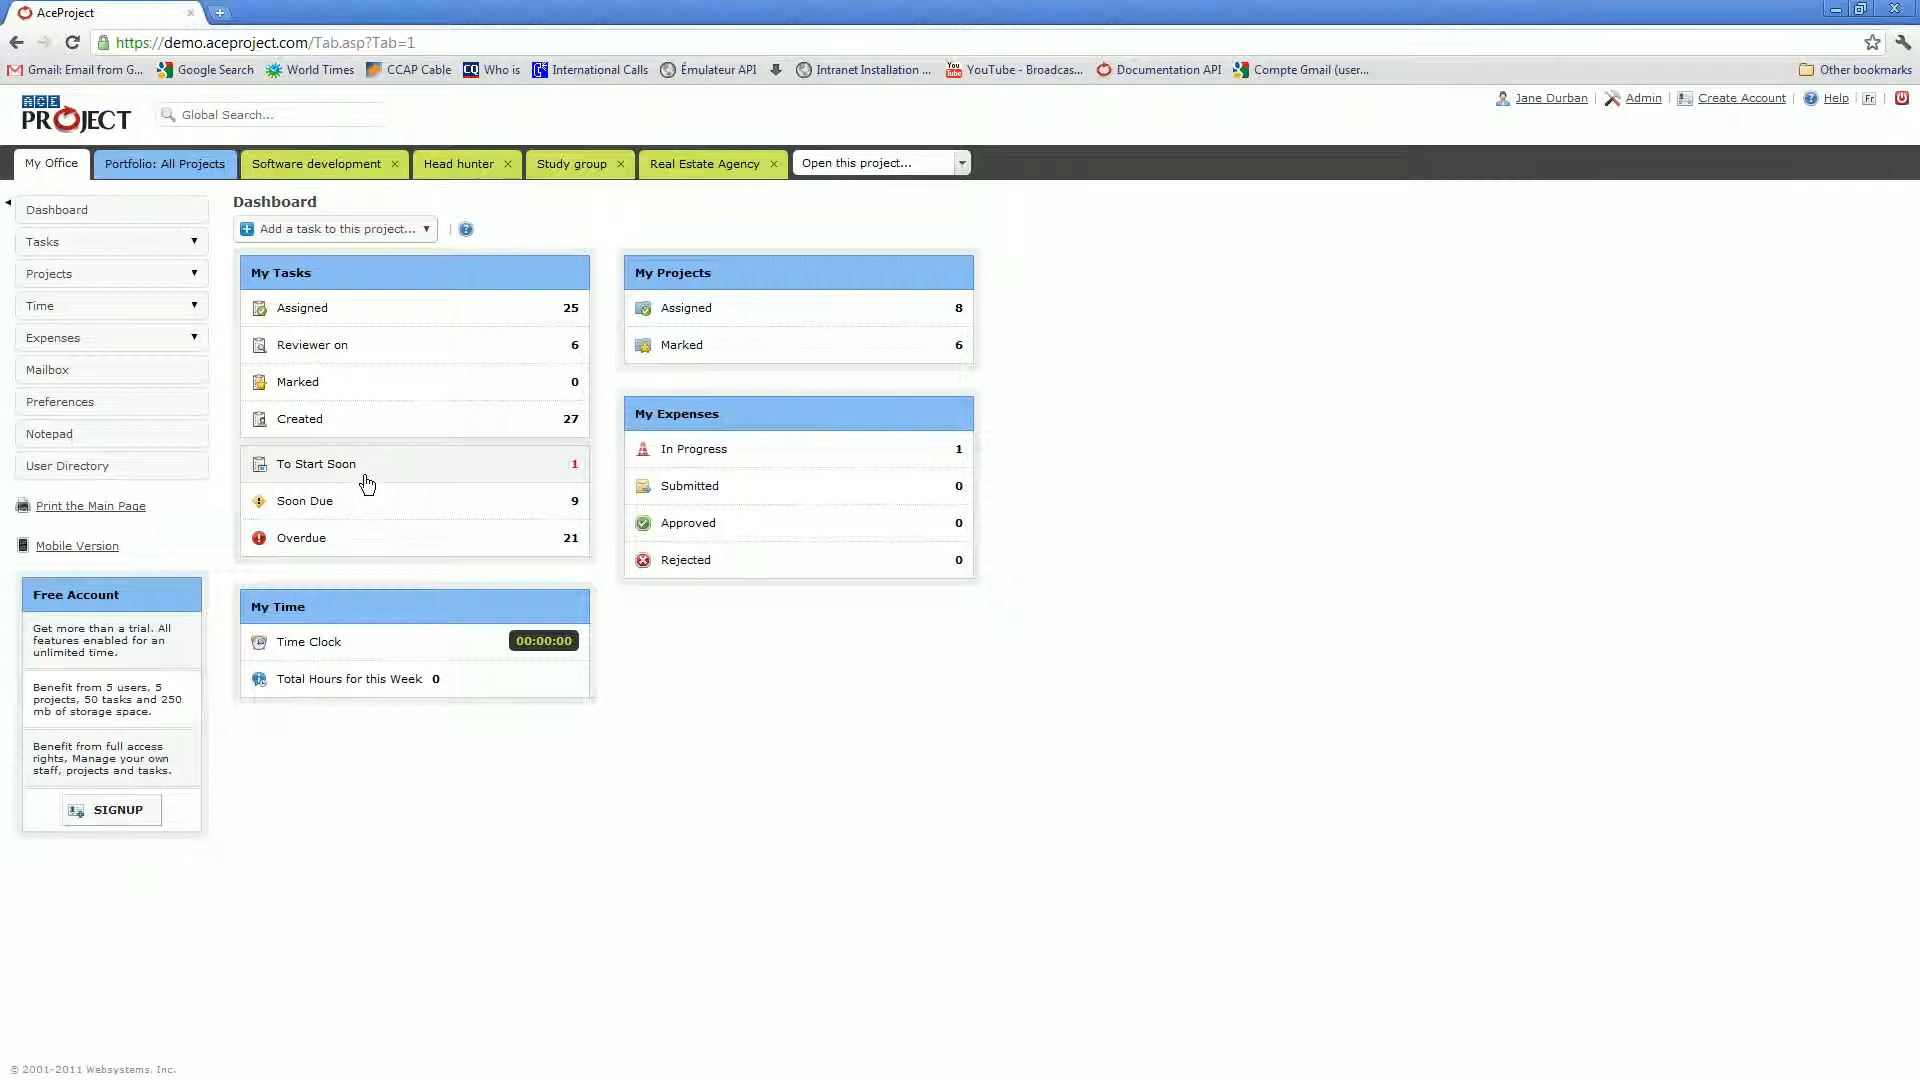 AceProject
https://demo.aceproject.com/Tab.asp?Tab=1
Gmail: Email from G... Google Search World Times CCAP Cable Who is International Calls Émulateur API Intranet Installation ... YouTube - Broadcas... Documentation API Compte Gmail (user... Other bookmarks
ACE
PROJECT
Global Search...
Jane Durban | Admin | Create Account | Help | Fr |
My Office Portfolio: All Projects Software development × Head hunter × Study group × Real Estate Agency × Open this project...
Dashboard
Tasks
Projects
Time
Expenses
Mailbox
Preferences
Notepad
User Directory
Print the Main Page
Mobile Version
Free Account
Get more than a trial. All
features enabled for an
unlimited time.
Benefit from 5 users, 5
projects, 50 tasks and 250
mb of storage space.
Benefit from full access
rights, Manage your own
staff, projects and tasks.
SIGNUP
Dashboard
Add a task to this project... |
My Tasks
Assigned 25
Reviewer on 6
Marked 0
Created 27
To Start Soon 1
Soon Due 9
Overdue 21
My Time
Time Clock 00:00:00
Total Hours for this Week 0
My Projects
Assigned 8
Marked 6
My Expenses
In Progress 1
Submitted 0
Approved 0
Rejected 0
© 2001-2011 Websystems, Inc.